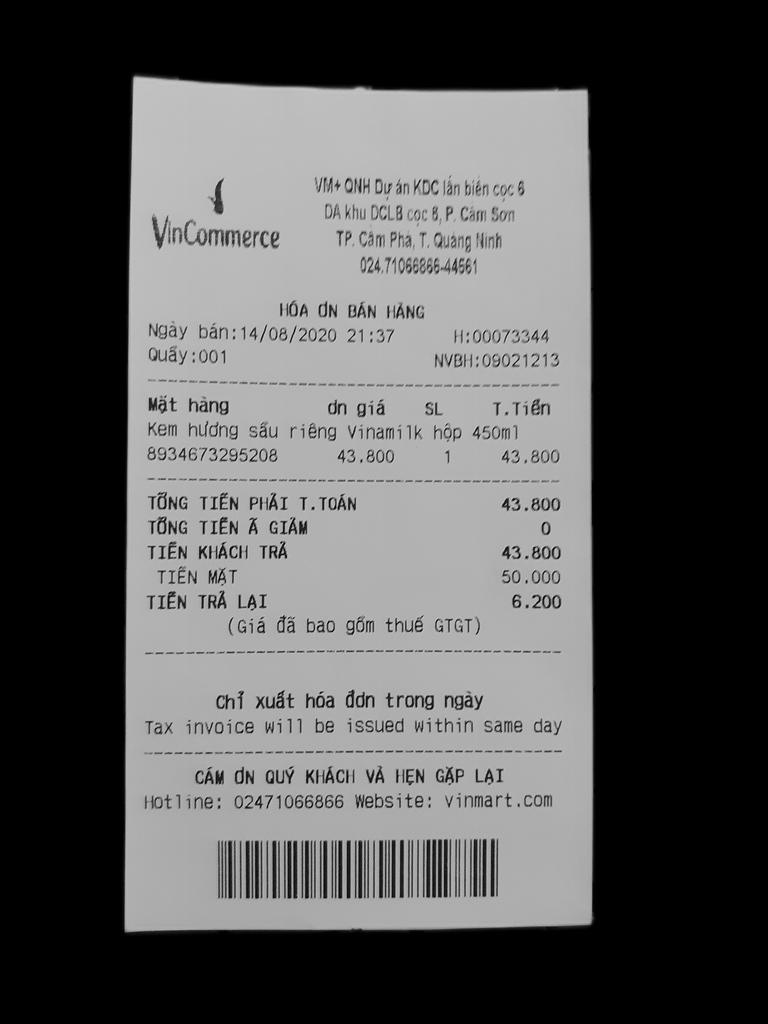 VinCommerce
VM+ QNH Dự án KDC lấn biển cọc 6
DA khu DCLB cọc 8, P. Cẩm Sơn
TP. Cẩm Phả, T. Quảng Ninh
024.71066866-44561
HÓA ƠN BÁN HÀNG
Ngày bán:14/08/2020 21:37 H:00073344
Quầy:001 NVBH:09021213
Mặt hàng ơn giá SL T.Tiền
Kem hương sầu riêng Vinamilk hộp 450ml
8934673295208 43.800 1 43.800
TỔNG TIỀN PHẢI T.TOÁN 43.800
TỔNG TIỀN Ã GIẢM 0
TIỀN KHÁCH TRẢ 43.800
TIỀN MẶT 50.000
TIỀN TRẢ LẠI 6.200
(Giá đã bao gồm thuế GTGT)
Chỉ xuất hóa đơn trong ngày
Tax invoice will be issued within same day
CÁM ƠN QUÝ KHÁCH VÀ HẸN GẶP LẠI
Hotline: 02471066866 Website: vinmart.com